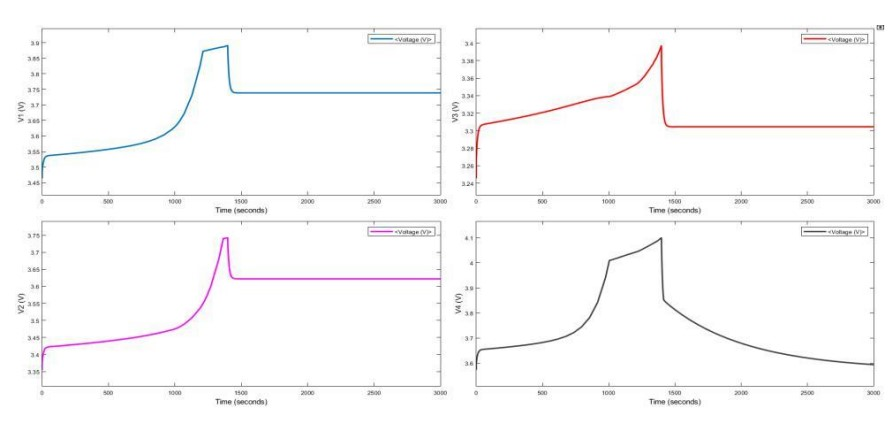 <Voltage (V)>
V1 (V)
3.9
3.85
3.8
3.75
3.7
3.65
3.6
3.55
3.5
3.45
0 500 1000 1500 2000 2500 3000
Time (seconds)
<Voltage (V)>
V3 (V)
3.4
3.38
3.36
3.34
3.32
3.3
3.28
3.26
3.24
0 500 1000 1500 2000 2500 3000
Time (seconds)
<Voltage (V)>
V2 (V)
3.75
3.7
3.65
3.6
3.55
3.5
3.45
3.4
3.35
0 500 1000 1500 2000 2500 3000
Time (seconds)
<Voltage (V)>
V4 (V)
4.1
4
3.9
3.8
3.7
3.6
0 500 1000 1500 2000 2500 3000
Time (seconds)